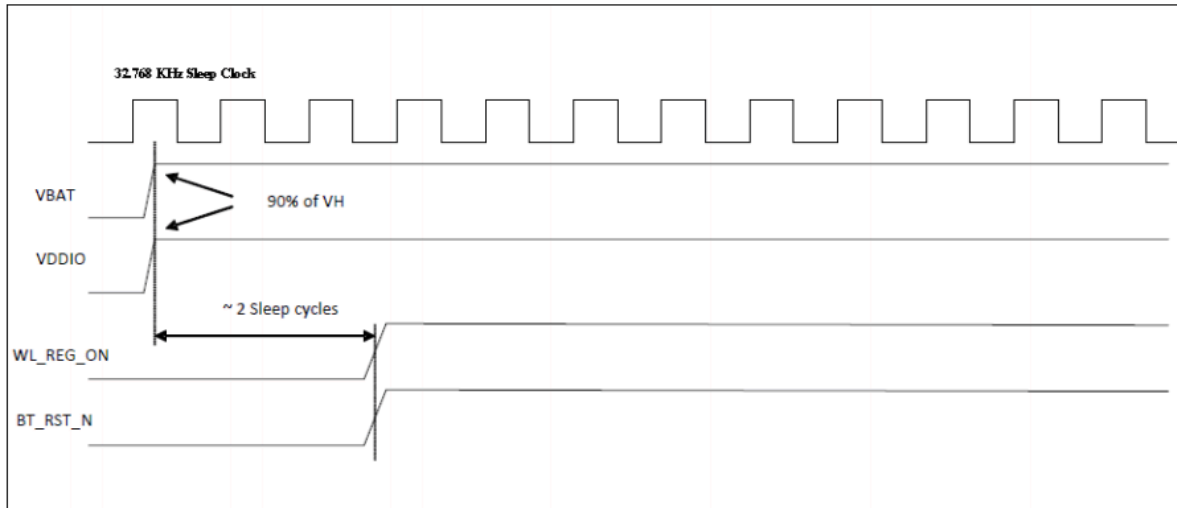 32.768 KHz Sleep Clock
VBAT
90% of VH
VDDIO
~ 2 Sleep cycles
WL_REG_ON
BT_RST_N